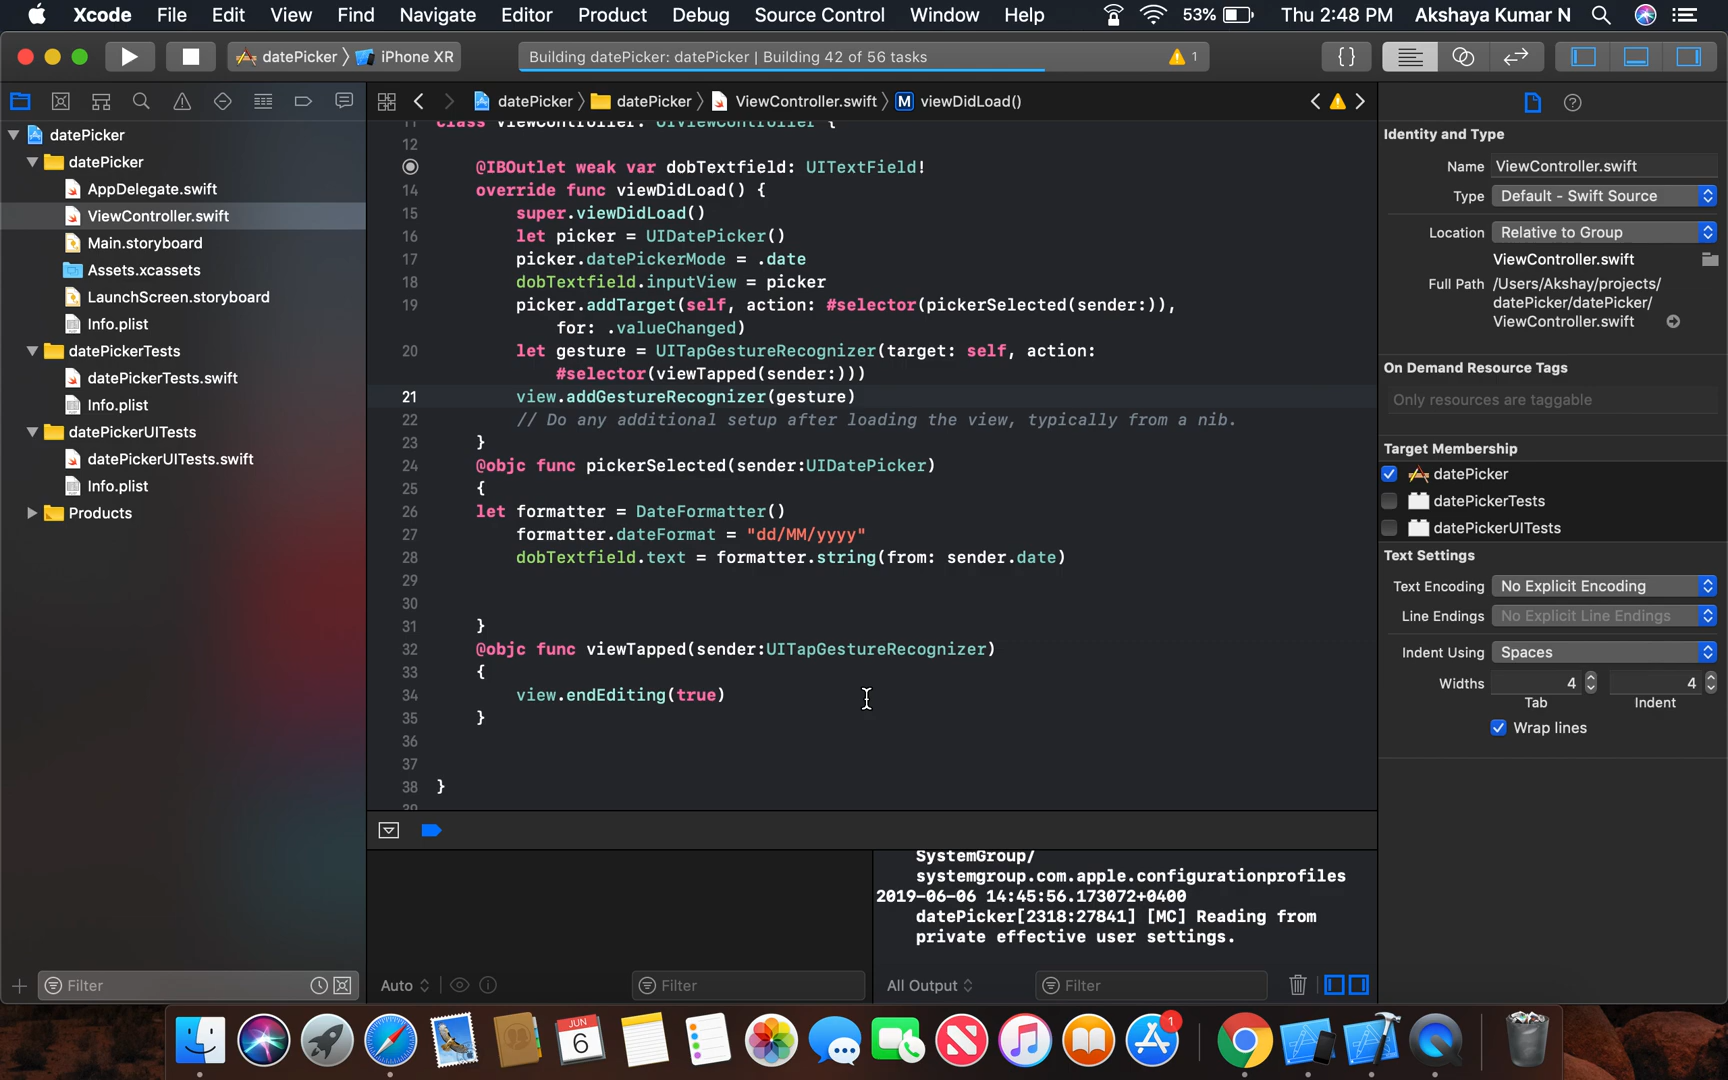 Xcode File Edit View Find Navigate Editor Product Debug Source Control Window Help 53% Thu 2:48 PM Akshaya Kumar N
datePicker iPhone XR
Building datePicker: datePicker | Building 42 of 56 tasks 1
{}
datePicker datePicker ViewController.swift M viewDidLoad()
datePicker
datePicker
AppDelegate.swift
ViewController.swift
Main.storyboard
Assets.xcassets
LaunchScreen.storyboard
Info.plist
datePickerTests
datePickerTests.swift
Info.plist
datePickerUITests
datePickerUITests.swift
Info.plist
Products
Filter
11 class ViewController: UIViewController {
12
@IBOutlet weak var dobTextfield: UITextField!
14 override func viewDidLoad() {
15 super.viewDidLoad()
16 let picker = UIDatePicker()
17 picker.datePickerMode = .date
18 dobTextfield.inputView = picker
19 picker.addTarget(self, action: #selector(pickerSelected(sender:)),
for: .valueChanged)
20 let gesture = UITapGestureRecognizer(target: self, action:
#selector(viewTapped(sender:)))
21 view.addGestureRecognizer(gesture)
22 // Do any additional setup after loading the view, typically from a nib.
23 }
24 @objc func pickerSelected(sender:UIDatePicker)
25 {
26 let formatter = DateFormatter()
27 formatter.dateFormat = "dd/MM/yyyy"
28 dobTextfield.text = formatter.string(from: sender.date)
29
30
31 }
32 @objc func viewTapped(sender:UITapGestureRecognizer)
33 {
34 view.endEditing(true)
35 }
36
37
38 }
39
Auto
Filter
SystemGroup/
systemgroup.com.apple.configurationprofiles
2019-06-06 14:45:56.173072+0400
datePicker[2318:27841] [MC] Reading from
private effective user settings.
All Output
Filter
Identity and Type
Name ViewController.swift
Type Default - Swift Source
Location Relative to Group
ViewController.swift
Full Path /Users/Akshay/projects/
datePicker/datePicker/
ViewController.swift
On Demand Resource Tags
Only resources are taggable
Target Membership
datePicker
datePickerTests
datePickerUITests
Text Settings
Text Encoding No Explicit Encoding
Line Endings No Explicit Line Endings
Indent Using Spaces
Widths 4 4
Tab Indent
Wrap lines
JUN
6
1